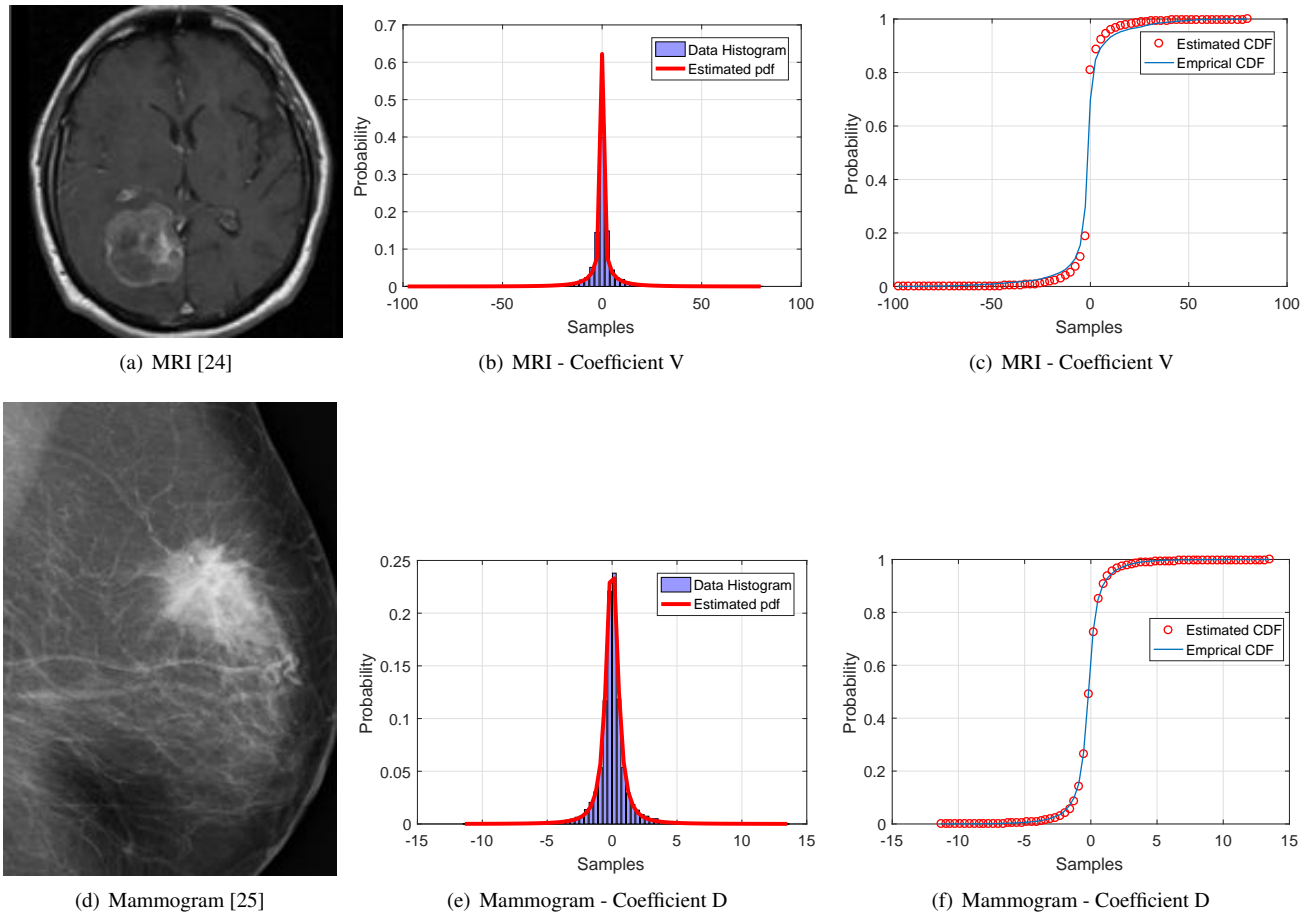 0.7
0.6
0.5
0.4
0.3
0.2
0.1
0
Probability
Data Histogram
Estimated pdf
-100 -50 0 50 100
Samples
1
0.8
0.6
0.4
0.2
0
Probability
Estimated CDF
Emprical CDF
-100 -50 0 50 100
Samples
(a) MRI [24]
(b) MRI - Coefficient V
(c) MRI - Coefficient V
0.25
0.2
0.15
0.1
0.05
0
Probability
Data Histogram
Estimated pdf
-15 -10 -5 0 5 10 15
Samples
1
0.8
0.6
0.4
0.2
0
Probability
Estimated CDF
Emprical CDF
-15 -10 -5 0 5 10 15
Samples
(d) Mammogram [25]
(e) Mammogram - Coefficient D
(f) Mammogram - Coefficient D